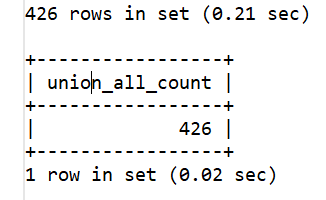 426 rows in set (0.21 sec)
+-----------------+
| union_all_count |
+-----------------+
|             426 |
+-----------------+
1 row in set (0.02 sec)